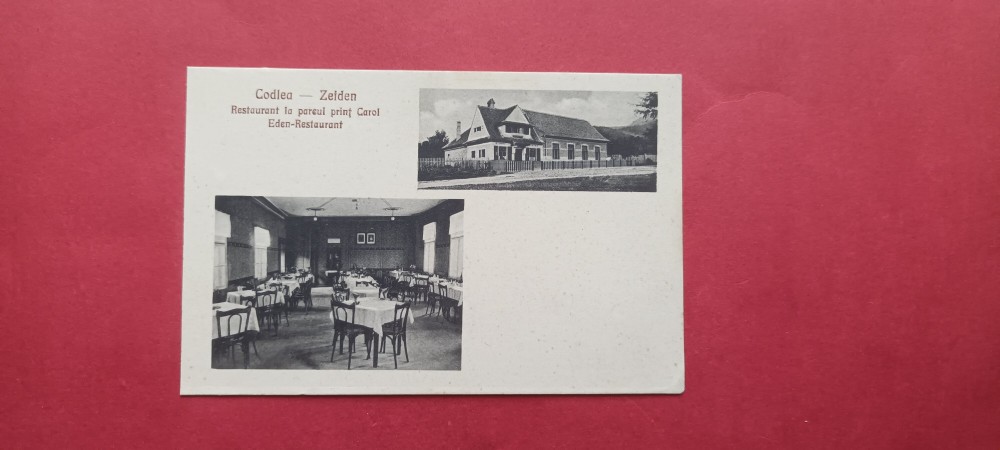 Codlea — Zeiden
Restaurant la parcul prinț Carol
Eden-Restaurant